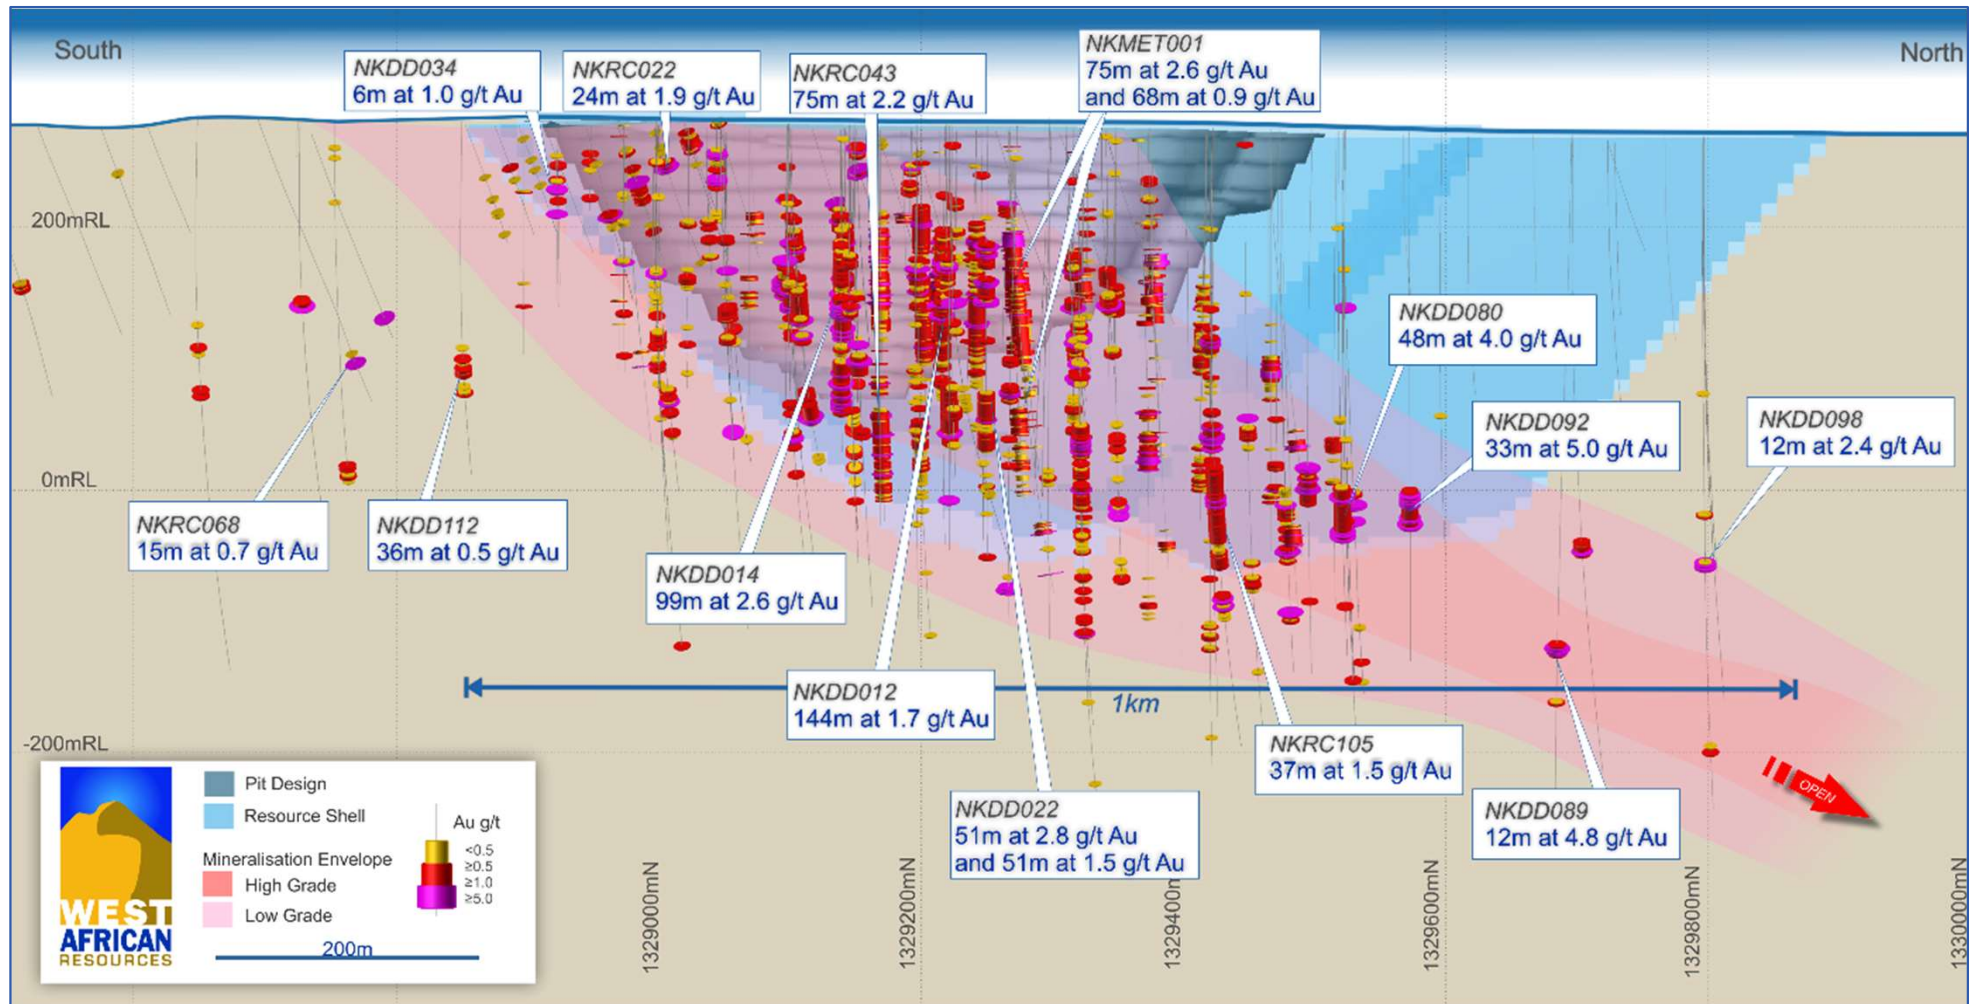 South
North
NKDD034
6m at 1.0 g/t Au
NKRC022
24m at 1.9 g/t Au
NKRC043
75m at 2.2 g/t Au
NKMET001
75m at 2.6 g/t Au
and 68m at 0.9 g/t Au
200mRL
NKDD080
48m at 4.0 g/t Au
NKDD092
33m at 5.0 g/t Au
NKDD098
12m at 2.4 g/t Au
0mRL
NKRC068
15m at 0.7 g/t Au
NKDD112
36m at 0.5 g/t Au
NKDD014
99m at 2.6 g/t Au
NKDD012
144m at 1.7 g/t Au
1km
-200mRL
NKRC105
37m at 1.5 g/t Au
NKDD022
51m at 2.8 g/t Au
and 51m at 1.5 g/t Au
NKDD089
12m at 4.8 g/t Au
OPEN
WEST
AFRICAN
RESOURCES
Pit Design
Resource Shell
Mineralisation Envelope
High Grade
Low Grade
Au g/t
<0.5
≥0.5
≥1.0
≥5.0
200m
1329000mN
1329200mN
1329400m
1329600mN
1329800mN
1330000mN